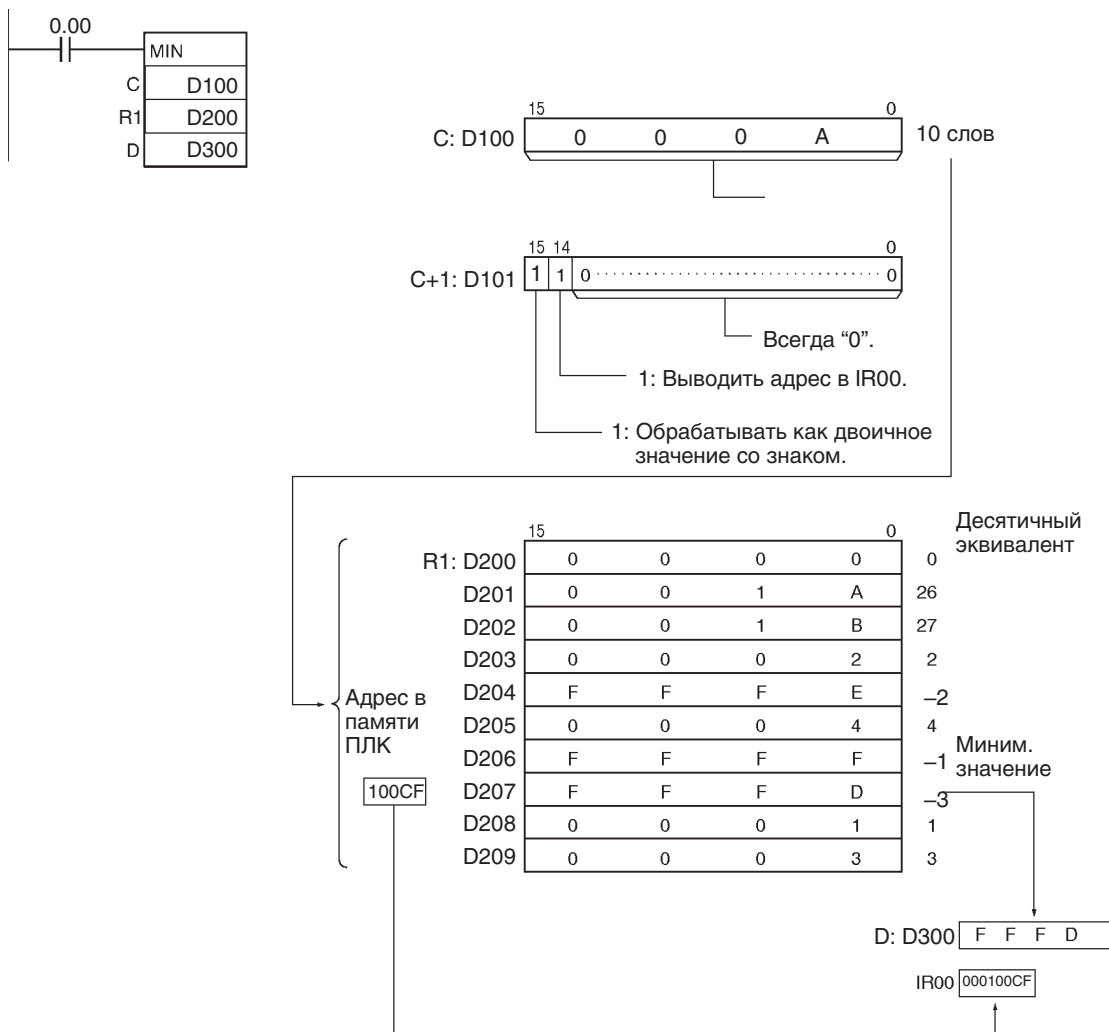 0.00
MIN
C D100
R1 D200
D D300
15 0
C: D100 0 0 0 A 10 слов
15 14 0
C+1: D101 1 1 0 0
Всегда “0”.
1: Выводить адрес в IR00.
1: Обрабатывать как двоичное
значение со знаком.
Десятичный
эквивалент
15 0
R1: D200 0 0 0 0 0
D201 0 0 1 A 26
D202 0 0 1 B 27
D203 0 0 0 2 2
D204 F F F E –2
D205 0 0 0 4 4
D206 F F F F –1
D207 F F F D –3
D208 0 0 0 1 1
D209 0 0 0 3 3
Адрес в
памяти
ПЛК
100CF
Миним.
значение
D: D300 F F F D
IR00 000100CF